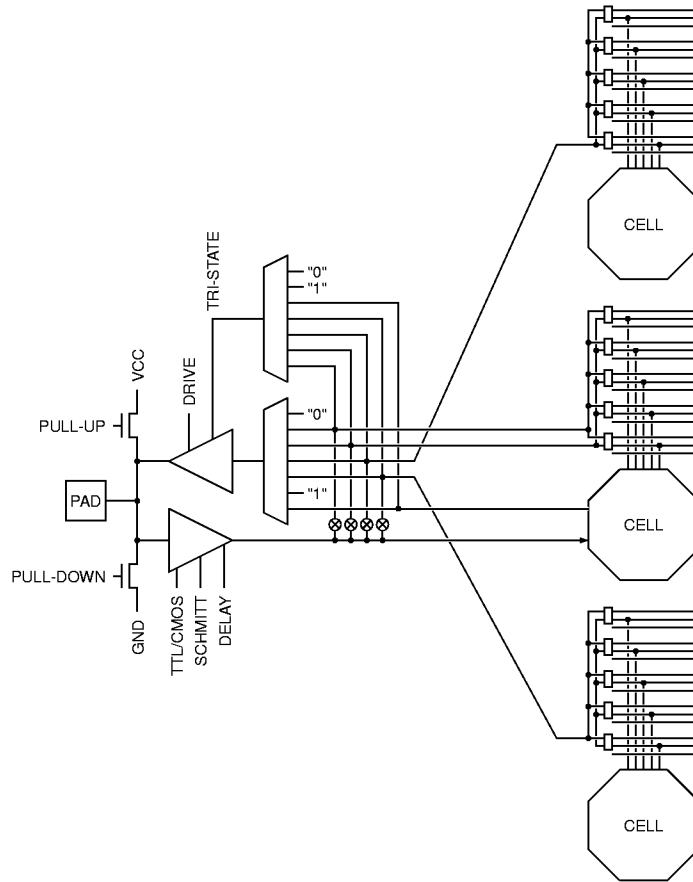 CELL
TRI-STATE
"0"
"1"
VCC
DRIVE
PULL-UP
"0"
PAD
"1"
CELL
PULL-DOWN
GND
TTL/CMOS
SCHMITT
DELAY
CELL